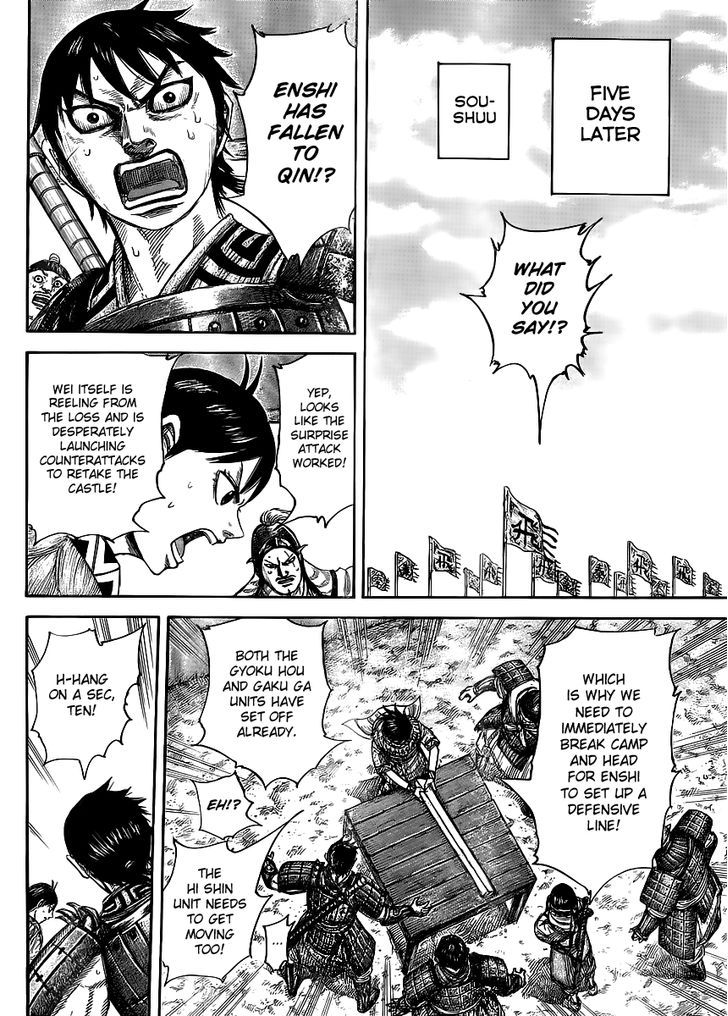 FIVE
DAYS
LATER
SOU-
SHUU
WHAT
DID
YOU
SAY!?
飛
ENSHI
HAS
FALLEN
TO
QIN!?
YEP,
LOOKS
LIKE THE
SURPRISE
ATTACK
WORKED!
WEI ITSELF IS
REELING FROM
THE LOSS AND IS
DESPERATELY
LAUNCHING
COUNTERATTACKS
TO RETAKE THE
CASTLE!
WHICH
IS WHY WE
NEED TO
IMMEDIATELY
BREAK CAMP
AND HEAD
FOR ENSHI
TO SET UP A
DEFENSIVE
LINE!
BOTH THE
GYOKU HOU
AND GAKU GA
UNITS HAVE
SET OFF
ALREADY.
EH!?
THE
HI SHIN
UNIT NEEDS
TO GET
MOVING
TOO!
...
H-HANG
ON A SEC,
TEN!